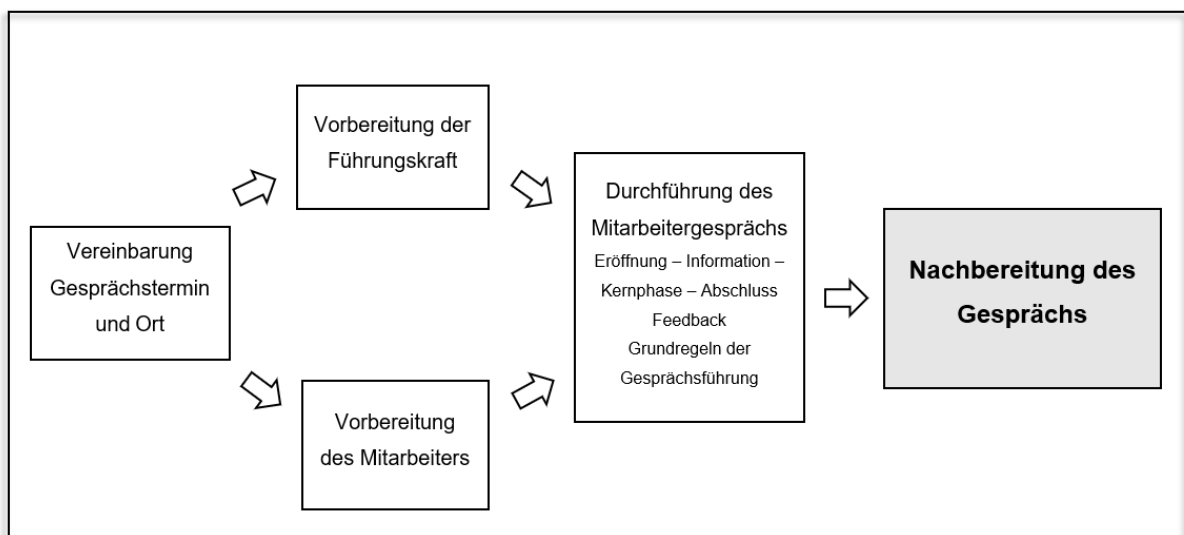 Vereinbarung
Gesprächstermin
und Ort
Vorbereitung der
Führungskraft
Vorbereitung
des Mitarbeiters
Durchführung des
Mitarbeitergesprächs
Eröffnung – Information –
Kernphase – Abschluss
Feedback
Grundregeln der
Gesprächsführung
Nachbereitung des
Gesprächs